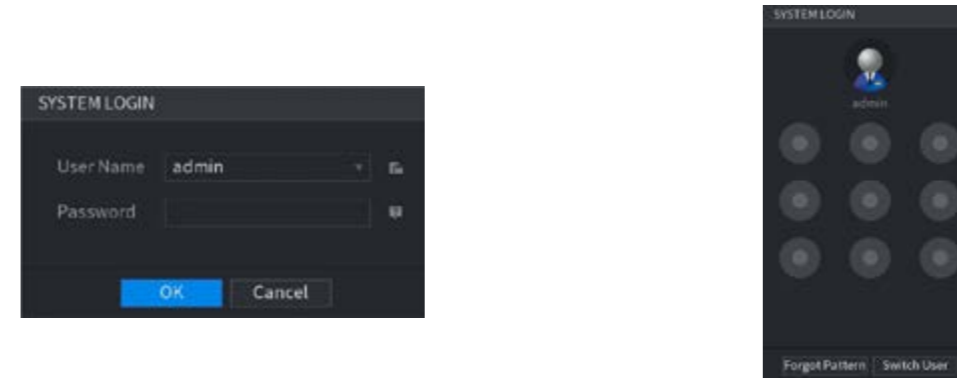 SYSTEM LOGIN
User Name admin
Password
OK Cancel
SYSTEM LOGIN
admin
Forgot Pattern Switch User